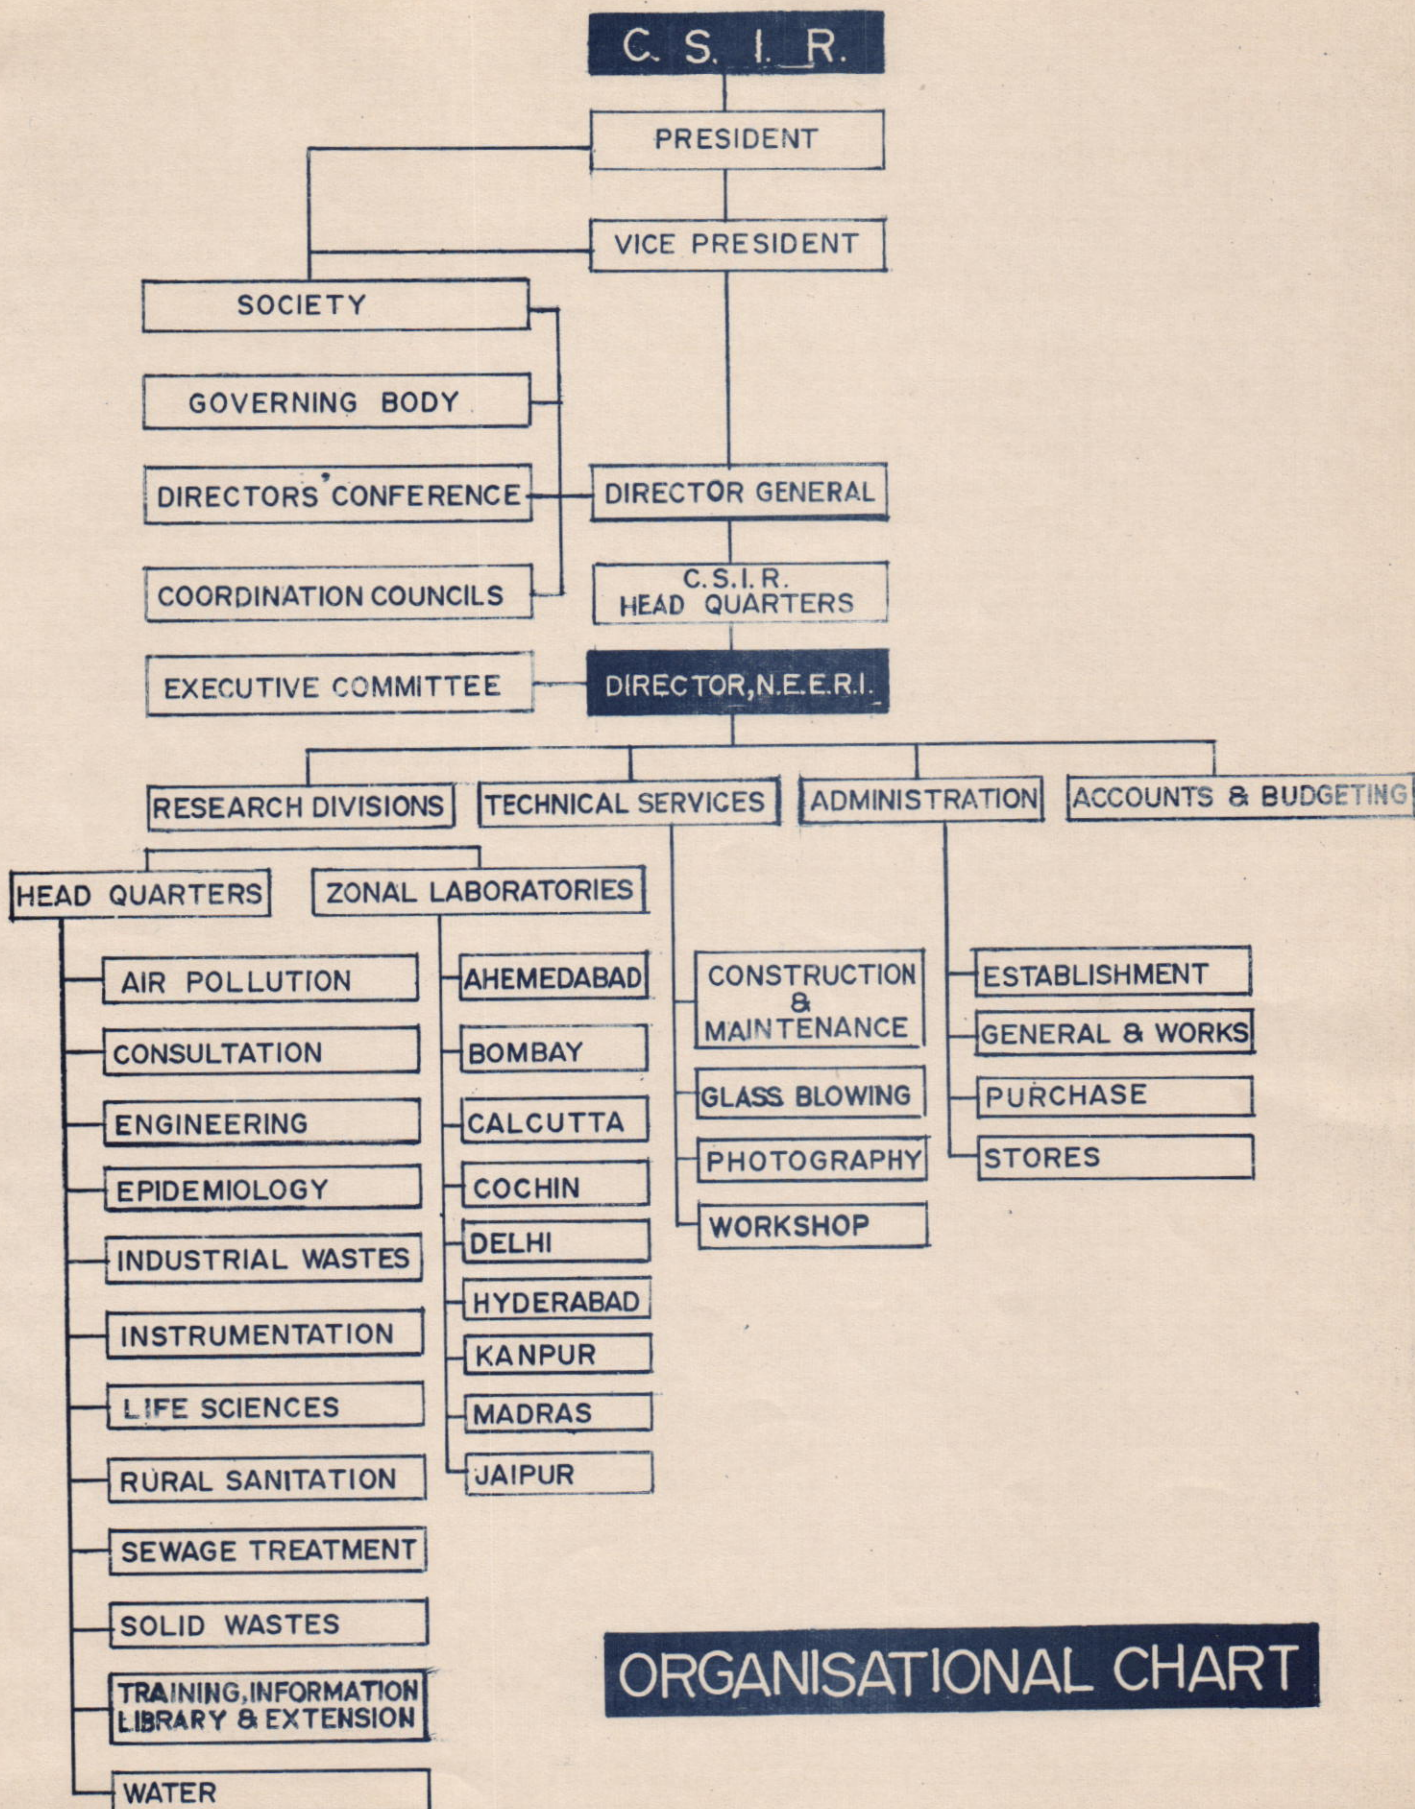 C. S. I. R.
PRESIDENT
VICE PRESIDENT
SOCIETY
GOVERNING BODY
DIRECTORS' CONFERENCE
DIRECTOR GENERAL
COORDINATION COUNCILS
C.S.I.R.
HEAD QUARTERS
EXECUTIVE COMMITTEE
DIRECTOR, N.E.E.R.I.
RESEARCH DIVISIONS
TECHNICAL SERVICES
ADMINISTRATION
ACCOUNTS & BUDGETING
HEAD QUARTERS
ZONAL LABORATORIES
AIR POLLUTION
CONSULTATION
ENGINEERING
EPIDEMIOLOGY
INDUSTRIAL WASTES
INSTRUMENTATION
LIFE SCIENCES
RURAL SANITATION
SEWAGE TREATMENT
SOLID WASTES
TRAINING, INFORMATION
LIBRARY & EXTENSION
WATER
AHEMEDABAD
BOMBAY
CALCUTTA
COCHIN
DELHI
HYDERABAD
KANPUR
MADRAS
JAIPUR
CONSTRUCTION
&
MAINTENANCE
GLASS BLOWING
PHOTOGRAPHY
WORKSHOP
ESTABLISHMENT
GENERAL & WORKS
PURCHASE
STORES
ORGANISATIONAL CHART